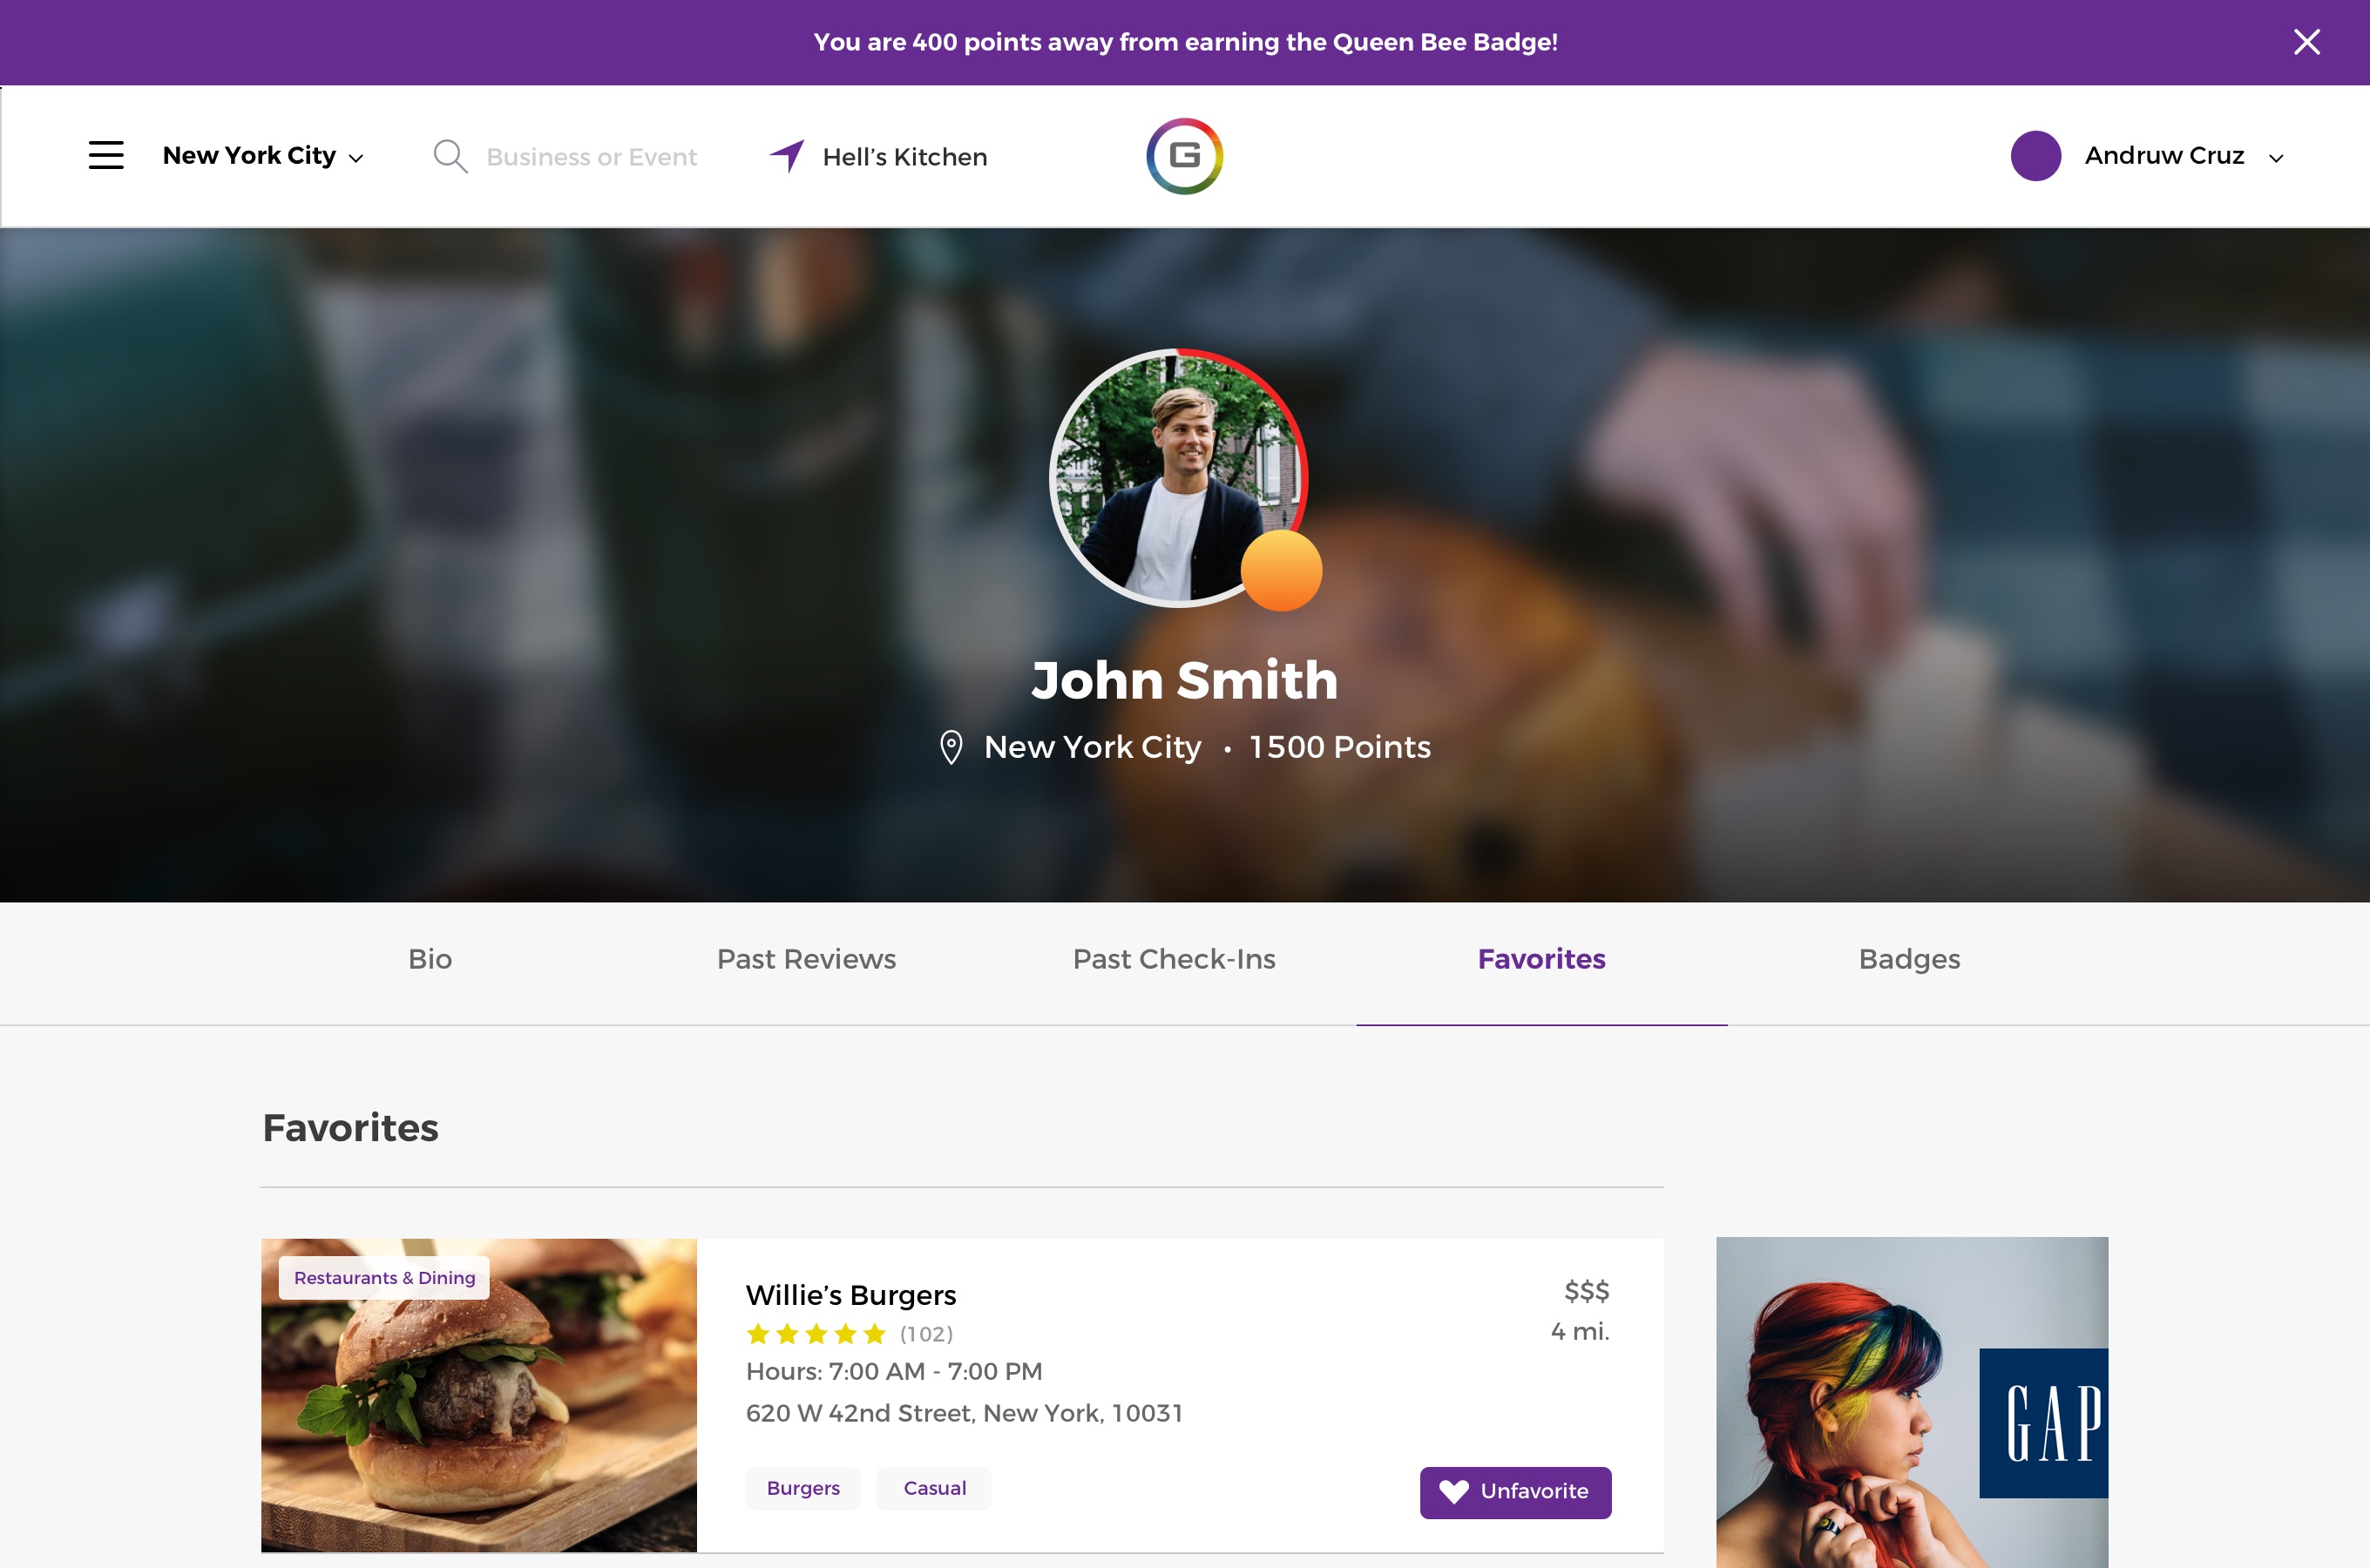 You are 400 points away from earning the Queen Bee Badge!
New York City
Business or Event
Hell’s Kitchen
G
Andruw Cruz
John Smith
New York City • 1500 Points
Bio
Past Reviews
Past Check-Ins
Favorites
Badges
Favorites
Restaurants & Dining
Willie’s Burgers
(102)
Hours: 7:00 AM - 7:00 PM
620 W 42nd Street, New York, 10031
$$$
4 mi.
Burgers
Casual
Unfavorite
GAP